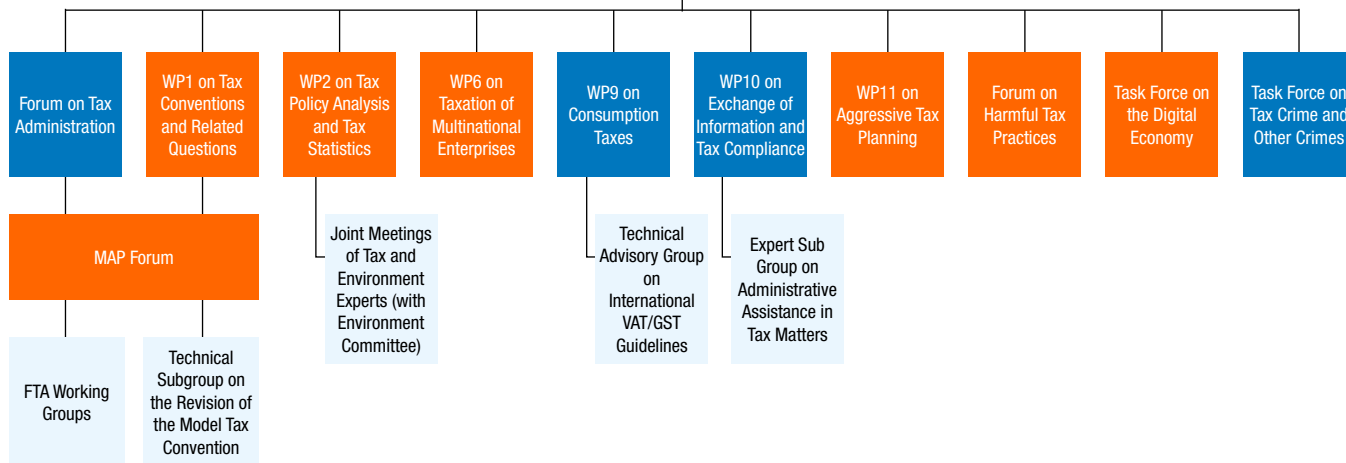 Forum on Tax
Administration
WP1 on Tax
Conventions
and Related
Questions
WP2 on Tax
Policy Analysis
and Tax
Statistics
WP6 on
Taxation of
Multinational
Enterprises
WP9 on
Consumption
Taxes
WP10 on
Exchange of
Information and
Tax Compliance
WP11 on
Aggressive Tax
Planning
Forum on
Harmful Tax
Practices
Task Force on
the Digital
Economy
Task Force on
Tax Crime and
Other Crimes
MAP Forum
Joint Meetings
of Tax and
Environment
Experts (with
Environment
Committee)
Technical
Advisory Group
on
International
VAT/GST
Guidelines
Expert Sub
Group on
Administrative
Assistance in
Tax Matters
FTA Working
Groups
Technical
Subgroup on
the Revision of
the Model Tax
Convention